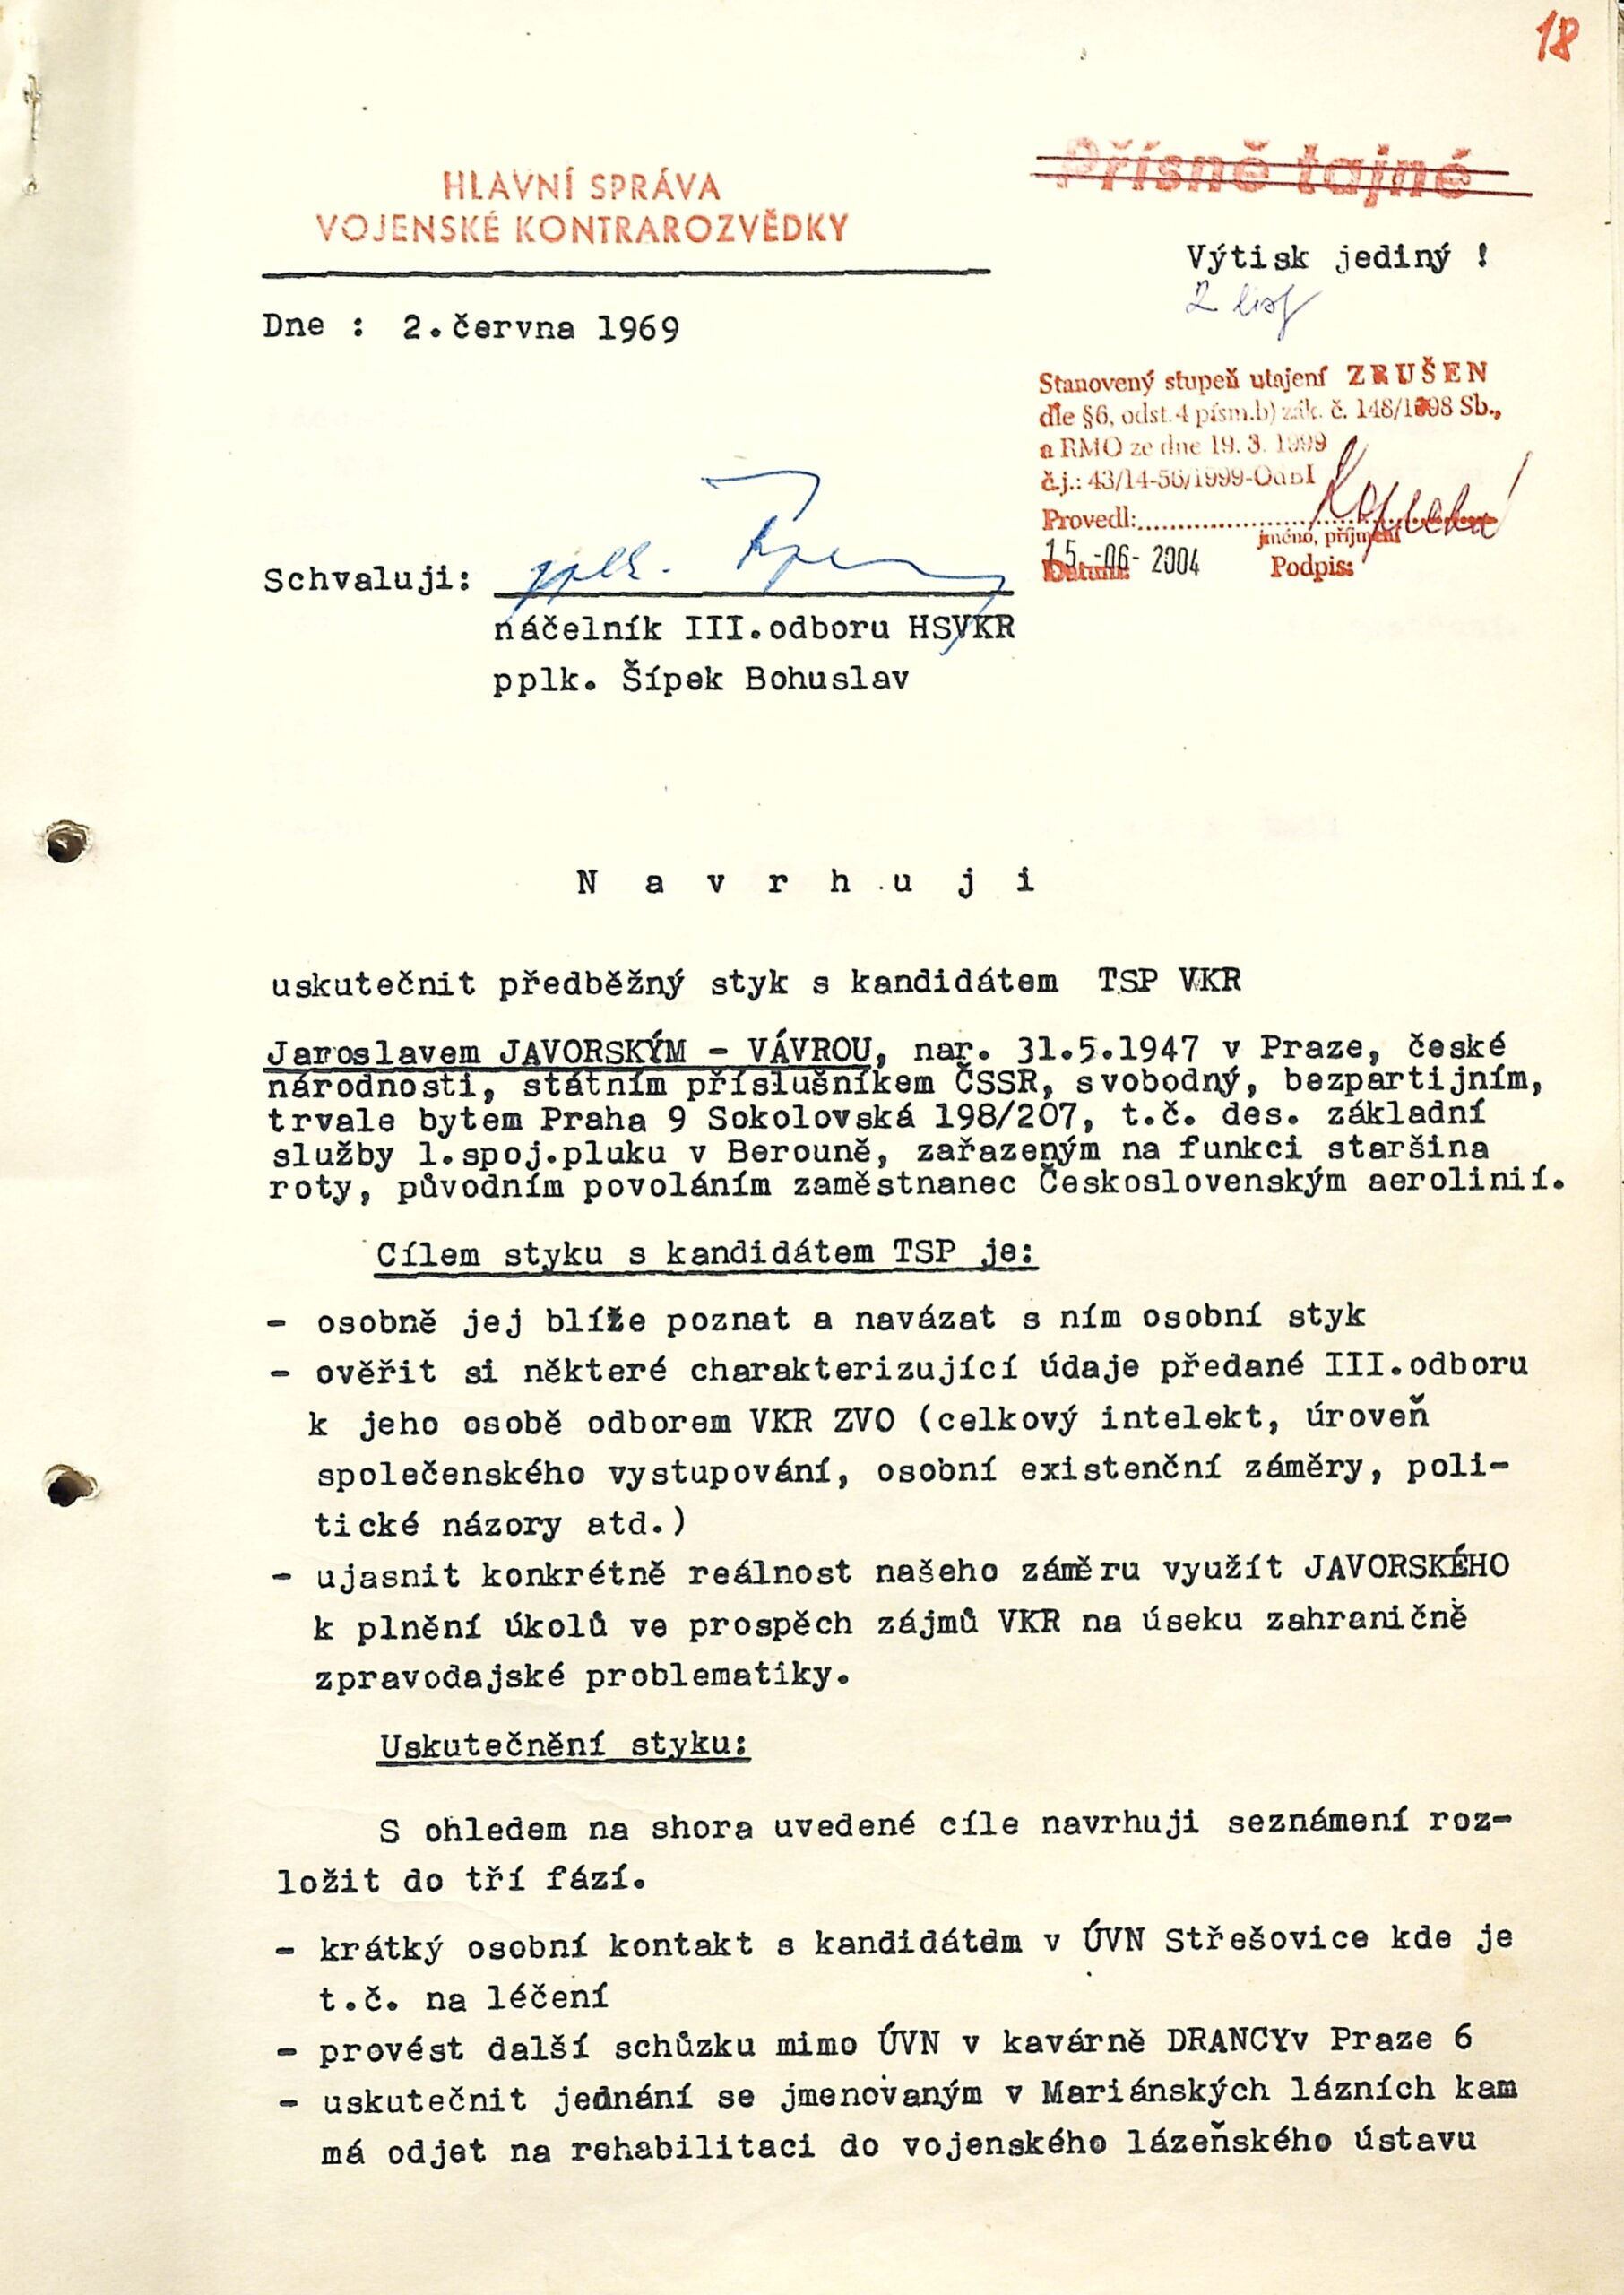 18
HLAVNÍ SPRÁVA
VOJENSKÉ KONTRAROZVĚDKY
Přísně tajné
Výtisk jediný !
2 listy
Dne : 2.června 1969
Stanovený stupeň utajení ZRUŠEN
dle §6, odst.4 písm.b) zák. č. 148/1998 Sb.,
a RMO ze dne 19. 3. 1999
č.j.: 43/14-56/1999-OdBI
Provedl:
jméno, příjmení
15 -06- 2004
Datum:
Podpis:
Schvaluji: pplk.
náčelník III.odboru HSVKR
pplk. Šípek Bohuslav
N a v r h u j i
uskutečnit předběžný styk s kandidátem TSP VKR
Jaroslavem JAVORSKÝM - VÁVROU, nar. 31.5.1947 v Praze, české
národnosti, státním příslušníkem ČSSR, svobodný, bezpartijním,
trvale bytem Praha 9 Sokolovská 198/207, t.č. des. základní
služby 1.spoj.pluku v Berouně, zařazeným na funkci staršina
roty, původním povoláním zaměstnanec Československým aerolinií.
Cílem styku s kandidátem TSP je:
- osobně jej blíže poznat a navázat s ním osobní styk
- ověřit si některé charakterizující údaje předané III.odboru
k jeho osobě odborem VKR ZVO (celkový intelekt, úroveň
společenského vystupování, osobní existenční záměry, poli-
tické názory atd.)
- ujasnit konkrétně reálnost našeho záměru využít JAVORSKÉHO
k plnění úkolů ve prospěch zájmů VKR na úseku zahraničně
zpravodajské problematiky.
Uskutečnění styku:
S ohledem na shora uvedené cíle navrhuji seznámení roz-
ložit do tří fází.
- krátký osobní kontakt s kandidátem v ÚVN Střešovice kde je
t.č. na léčení
- provést další schůzku mimo ÚVN v kavárně DRANCYv Praze 6
- uskutečnit jednání se jmenovaným v Mariánských lázních kam
má odjet na rehabilitaci do vojenského lázeňského ústavu